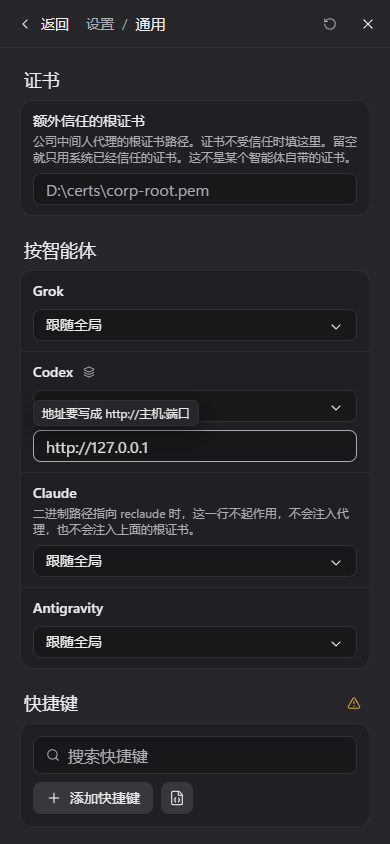 返回 设置 / 通用
证书
额外信任的根证书
公司中间人代理的根证书路径。证书不受信任时填这里。留空
就只用系统已经信任的证书。这不是某个智能体自带的证书。
D:\certs\corp-root.pem
按智能体
Grok
跟随全局
Codex
地址要写成 http://主机:端口
http://127.0.0.1
Claude
二进制路径指向 reclaude 时，这一行不起作用，不会注入代
理，也不会注入上面的根证书。
跟随全局
Antigravity
跟随全局
快捷键
搜索快捷键
添加快捷键